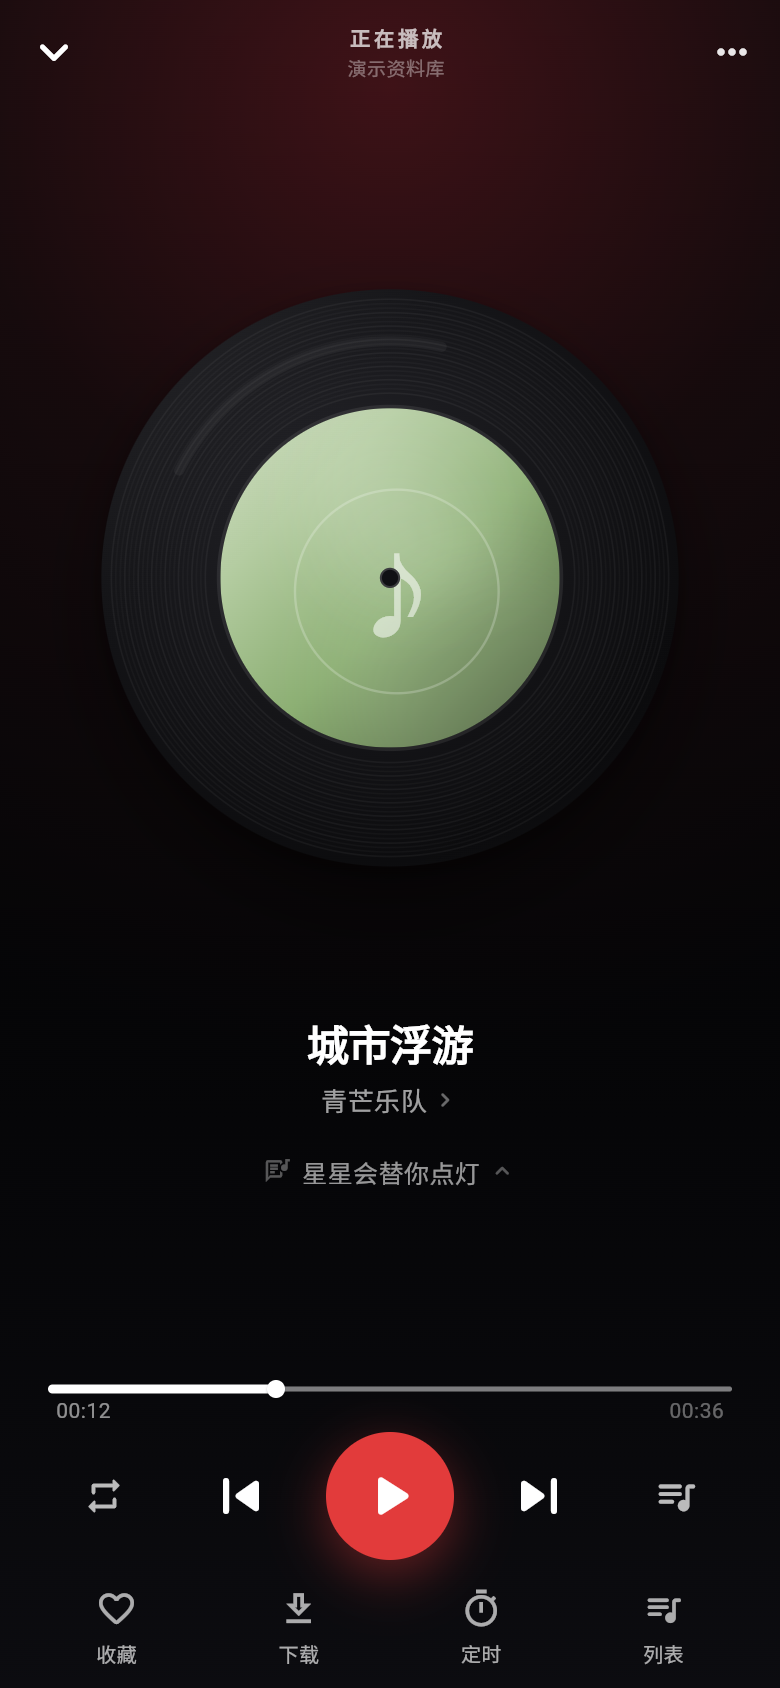 正在播放
演示资料库
城市浮游
青芒乐队
星星会替你点灯
00:12
00:36
收藏
下载
定时
列表